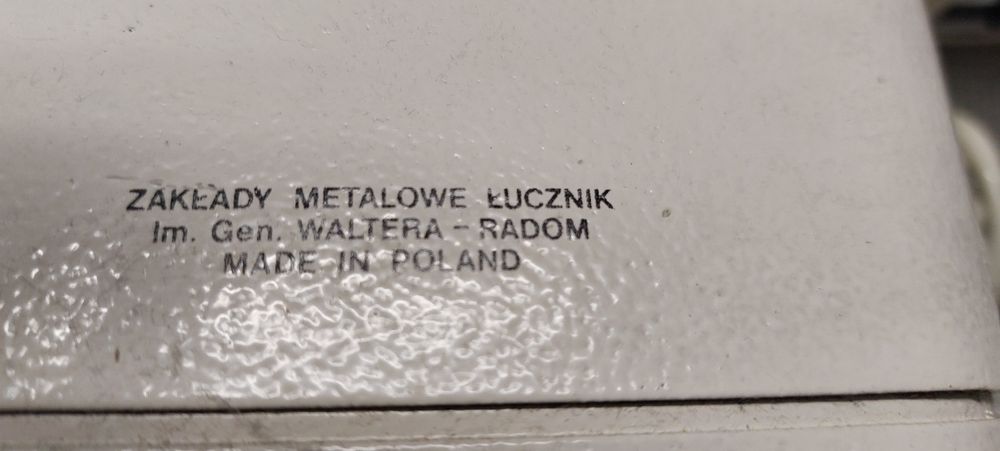 ZAKŁADY METALOWE ŁUCZNIK
Im. Gen. WALTERA – RADOM
MADE IN POLAND